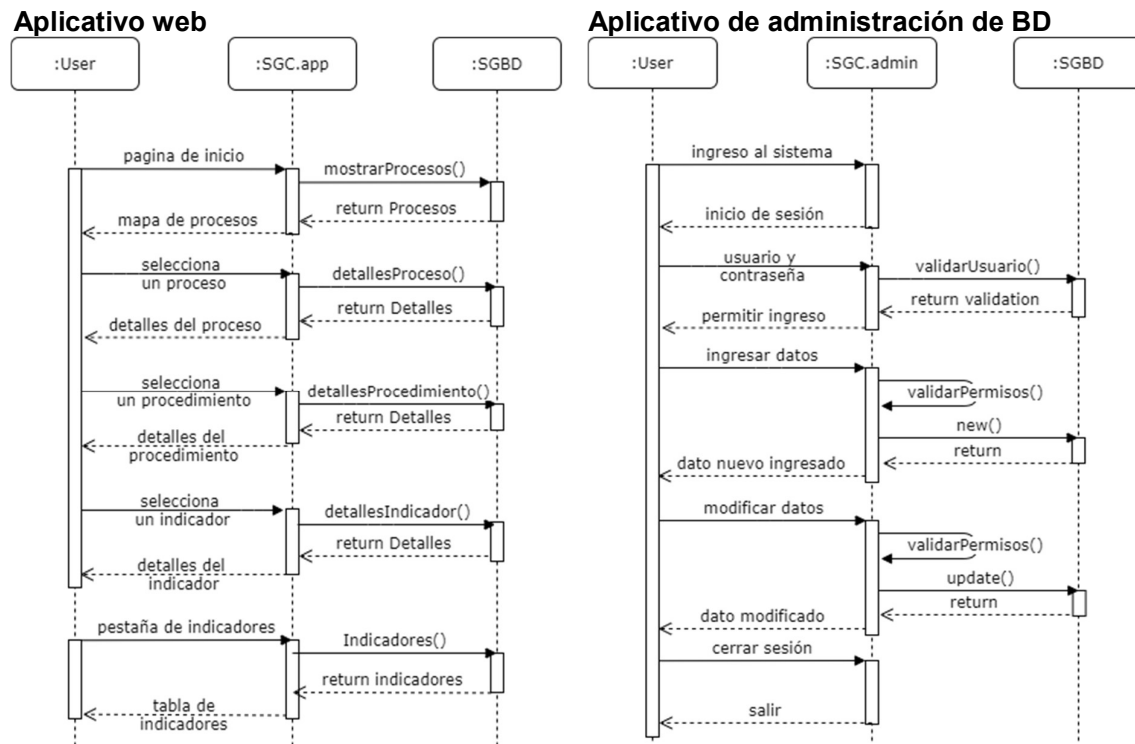 Aplicativo web
:User
:SGC.app
:SGBD
pagina de inicio
mostrarProcesos()
return Procesos
mapa de procesos
selecciona
un proceso
detallesProceso()
return Detalles
detalles del proceso
selecciona
un procedimiento
detallesProcedimiento()
return Detalles
detalles del
procedimiento
selecciona
un indicador
detallesIndicador()
return Detalles
detalles del
indicador
pestaña de indicadores
Indicadores()
return indicadores
tabla de
indicadores
Aplicativo de administración de BD
:User
:SGC.admin
:SGBD
ingreso al sistema
inicio de sesión
usuario y
contraseña
validarUsuario()
return validation
permitir ingreso
ingresar datos
validarPermisos()
new()
return
dato nuevo ingresado
modificar datos
validarPermisos()
update()
return
dato modificado
cerrar sesión
salir